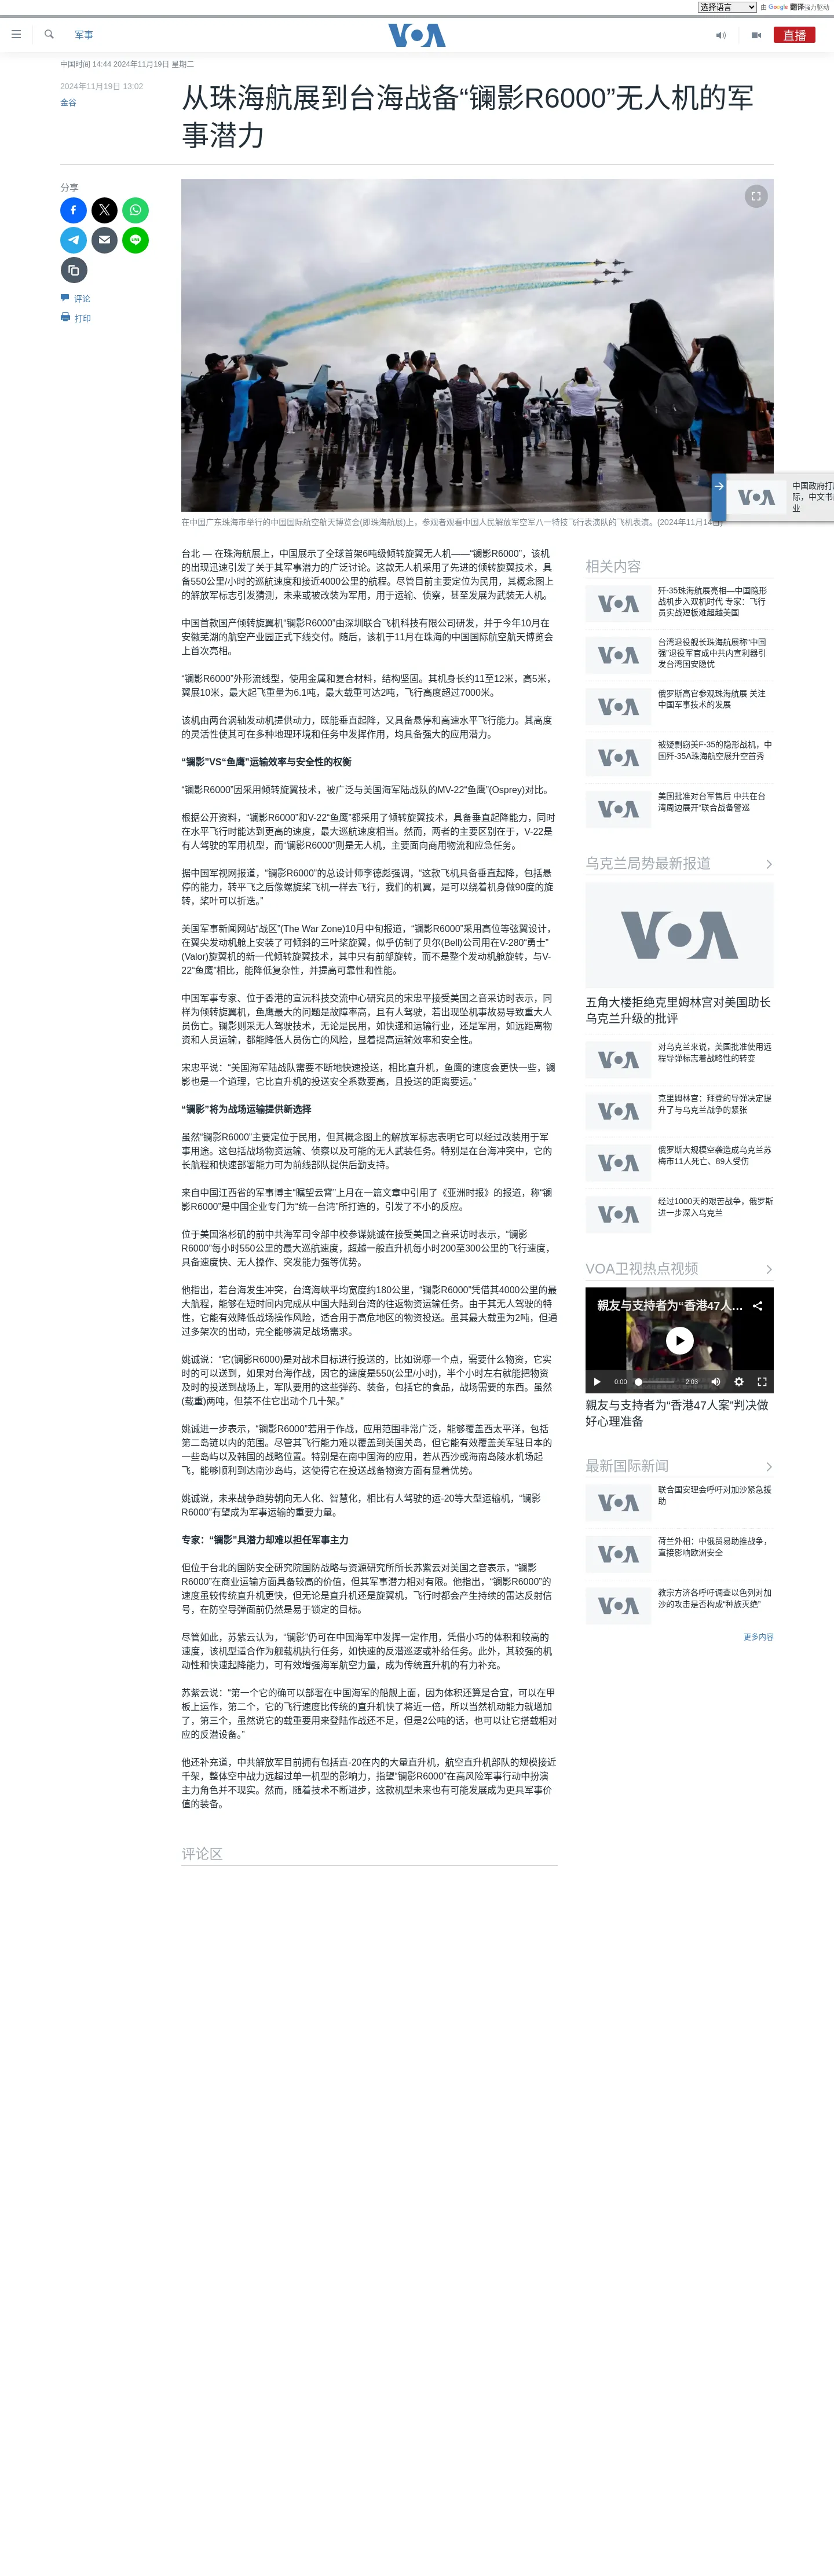 选择语言
由 Google 翻译强力驱动
军事
VOA
直播
中国时间 14:44 2024年11月19日 星期二
2024年11月19日 13:02
金谷
从珠海航展到台海战备“镧影R6000”无人机的军
事潜力
分享
评论
打印
在中国广东珠海市举行的中国国际航空航天博览会(即珠海航展)上，参观者观看中国人民解放军空军八一特技飞行表演队的飞机表演。(2024年11月14日)
VOA
中国政府打压
际，中文书
业
台北 — 在珠海航展上，中国展示了全球首架6吨级倾转旋翼无人机——“镧影R6000”，该机
的出现迅速引发了关于其军事潜力的广泛讨论。这款无人机采用了先进的倾转旋翼技术，具
备550公里/小时的巡航速度和接近4000公里的航程。尽管目前主要定位为民用，其概念图上
的解放军标志引发猜测，未来或被改装为军用，用于运输、侦察，甚至发展为武装无人机。
中国首款国产倾转旋翼机“镧影R6000”由深圳联合飞机科技有限公司研发，并于今年10月在
安徽芜湖的航空产业园正式下线交付。随后，该机于11月在珠海的中国国际航空航天博览会
上首次亮相。
“镧影R6000”外形流线型，使用金属和复合材料，结构坚固。其机身长约11至12米，高5米，
翼展10米，最大起飞重量为6.1吨，最大载重可达2吨，飞行高度超过7000米。
该机由两台涡轴发动机提供动力，既能垂直起降，又具备悬停和高速水平飞行能力。其高度
的灵活性使其可在多种地理环境和任务中发挥作用，均具备强大的应用潜力。
“镧影”VS“鱼鹰”运输效率与安全性的权衡
“镧影R6000”因采用倾转旋翼技术，被广泛与美国海军陆战队的MV-22“鱼鹰”(Osprey)对比。
根据公开资料，“镧影R6000”和V-22“鱼鹰”都采用了倾转旋翼技术，具备垂直起降能力，同时
在水平飞行时能达到更高的速度，最大巡航速度相当。然而，两者的主要区别在于，V-22是
有人驾驶的军用机型，而“镧影R6000”则是无人机，主要面向商用物流和应急任务。
据中国军视网报道，“镧影R6000”的总设计师李德彪强调，“这款飞机具备垂直起降，包括悬
停的能力，转平飞之后像螺旋桨飞机一样去飞行，我们的机翼，是可以绕着机身做90度的旋
转，桨叶可以折迭。”
美国军事新闻网站“战区”(The War Zone)10月中旬报道，“镧影R6000”采用高位等弦翼设计，
在翼尖发动机舱上安装了可倾斜的三叶桨旋翼，似乎仿制了贝尔(Bell)公司用在V-280“勇士”
(Valor)旋翼机的新一代倾转旋翼技术，其中只有前部旋转，而不是整个发动机舱旋转，与V-
22“鱼鹰”相比，能降低复杂性，并提高可靠性和性能。
中国军事专家、位于香港的宣沅科技交流中心研究员的宋忠平接受美国之音采访时表示，同
样为倾转旋翼机，鱼鹰最大的问题是故障率高，且有人驾驶，若出现坠机事故易导致重大人
员伤亡。镧影则采无人驾驶技术，无论是民用，如快递和运输行业，还是军用，如远距离物
资和人员运输，都能降低人员伤亡的风险，显着提高运输效率和安全性。
宋忠平说：“美国海军陆战队需要不断地快速投送，相比直升机，鱼鹰的速度会更快一些，镧
影也是一个道理，它比直升机的投送安全系数要高，且投送的距离要远。”
“镧影”将为战场运输提供新选择
虽然“镧影R6000”主要定位于民用，但其概念图上的解放军标志表明它可以经过改装用于军
事用途。这包括战场物资运输、侦察以及可能的无人武装任务。特别是在台海冲突中，它的
长航程和快速部署能力可为前线部队提供后勤支持。
来自中国江西省的军事博主“瞩望云霄”上月在一篇文章中引用了《亚洲时报》的报道，称“镧
影R6000”是中国企业专门为“统一台湾”所打造的，引发了不小的反应。
位于美国洛杉矶的前中共海军司令部中校参谋姚诚在接受美国之音采访时表示，“镧影
R6000”每小时550公里的最大巡航速度，超越一般直升机每小时200至300公里的飞行速度，
具备速度快、无人操作、突发能力强等优势。
他指出，若台海发生冲突，台湾海峡平均宽度约180公里，“镧影R6000”凭借其4000公里的最
大航程，能够在短时间内完成从中国大陆到台湾的往返物资运输任务。由于其无人驾驶的特
性，它能有效降低战场操作风险，适合用于高危地区的物资投送。虽其最大载重为2吨，但通
过多架次的出动，完全能够满足战场需求。
姚诚说：“它(镧影R6000)是对战术目标进行投送的，比如说哪一个点，需要什么物资，它实
时的可以送到，如果对台海作战，因它的速度是550(公里/小时)，半个小时左右就能把物资
及时的投送到战场上，军队要用的这些弹药、装备，包括它的食品，战场需要的东西。虽然
(载重)两吨，但禁不住它出动个几十架。”
姚诚进一步表示，“镧影R6000”若用于作战，应用范围非常广泛，能够覆盖西太平洋，包括
第二岛链以内的范围。尽管其飞行能力难以覆盖到美国关岛，但它能有效覆盖美军驻日本的
一些岛屿以及韩国的战略位置。特别是在南中国海的应用，若从西沙或海南岛陵水机场起
飞，能够顺利到达南沙岛屿，这使得它在投送战备物资方面有显着优势。
姚诚说，未来战争趋势朝向无人化、智慧化，相比有人驾驶的运-20等大型运输机，“镧影
R6000”有望成为军事运输的重要力量。
专家：“镧影”具潜力却难以担任军事主力
但位于台北的国防安全研究院国防战略与资源研究所所长苏紫云对美国之音表示，“镧影
R6000”在商业运输方面具备较高的价值，但其军事潜力相对有限。他指出，“镧影R6000”的
速度虽较传统直升机更快，但无论是直升机还是旋翼机，飞行时都会产生持续的雷达反射信
号，在防空导弹面前仍然是易于锁定的目标。
尽管如此，苏紫云认为，“镧影”仍可在中国海军中发挥一定作用，凭借小巧的体积和较高的
速度，该机型适合作为舰载机执行任务，如快速的反潜巡逻或补给任务。此外，其较强的机
动性和快速起降能力，可有效增强海军航空力量，成为传统直升机的有力补充。
苏紫云说：“第一个它的确可以部署在中国海军的船舰上面，因为体积还算是合宜，可以在甲
板上运作，第二个，它的飞行速度比传统的直升机快了将近一倍，所以当然机动能力就增加
了，第三个，虽然说它的载重要用来登陆作战还不足，但是2公吨的话，也可以让它搭载相对
应的反潜设备。”
他还补充道，中共解放军目前拥有包括直-20在内的大量直升机，航空直升机部队的规模接近
千架，整体空中战力远超过单一机型的影响力，指望“镧影R6000”在高风险军事行动中扮演
主力角色并不现实。然而，随着技术不断进步，这款机型未来也有可能发展成为更具军事价
值的装备。
评论区
相关内容
VOA
歼-35珠海航展亮相—中国隐形
战机步入双机时代 专家：飞行
员实战短板难超越美国
VOA
台湾退役舰长珠海航展称“中国
强”退役军官成中共内宣利器引
发台湾国安隐忧
VOA
俄罗斯高官参观珠海航展 关注
中国军事技术的发展
VOA
被疑剽窃美F-35的隐形战机，中
国歼-35A珠海航空展升空首秀
VOA
美国批准对台军售后 中共在台
湾周边展开“联合战备警巡
乌克兰局势最新报道
VOA
五角大楼拒绝克里姆林宫对美国助长
乌克兰升级的批评
VOA
对乌克兰来说，美国批准使用远
程导弹标志着战略性的转变
VOA
克里姆林宫：拜登的导弹决定提
升了与乌克兰战争的紧张
VOA
俄罗斯大规模空袭造成乌克兰苏
梅市11人死亡、89人受伤
VOA
经过1000天的艰苦战争，俄罗斯
进一步深入乌克兰
VOA卫视热点视频
親友与支持者为“香港47人…
0:00
2:03
親友与支持者为“香港47人案”判决做
好心理准备
最新国际新闻
VOA
联合国安理会呼吁对加沙紧急援
助
VOA
荷兰外相：中俄贸易助推战争，
直接影响欧洲安全
VOA
教宗方济各呼吁调查以色列对加
沙的攻击是否构成“种族灭绝”
更多内容